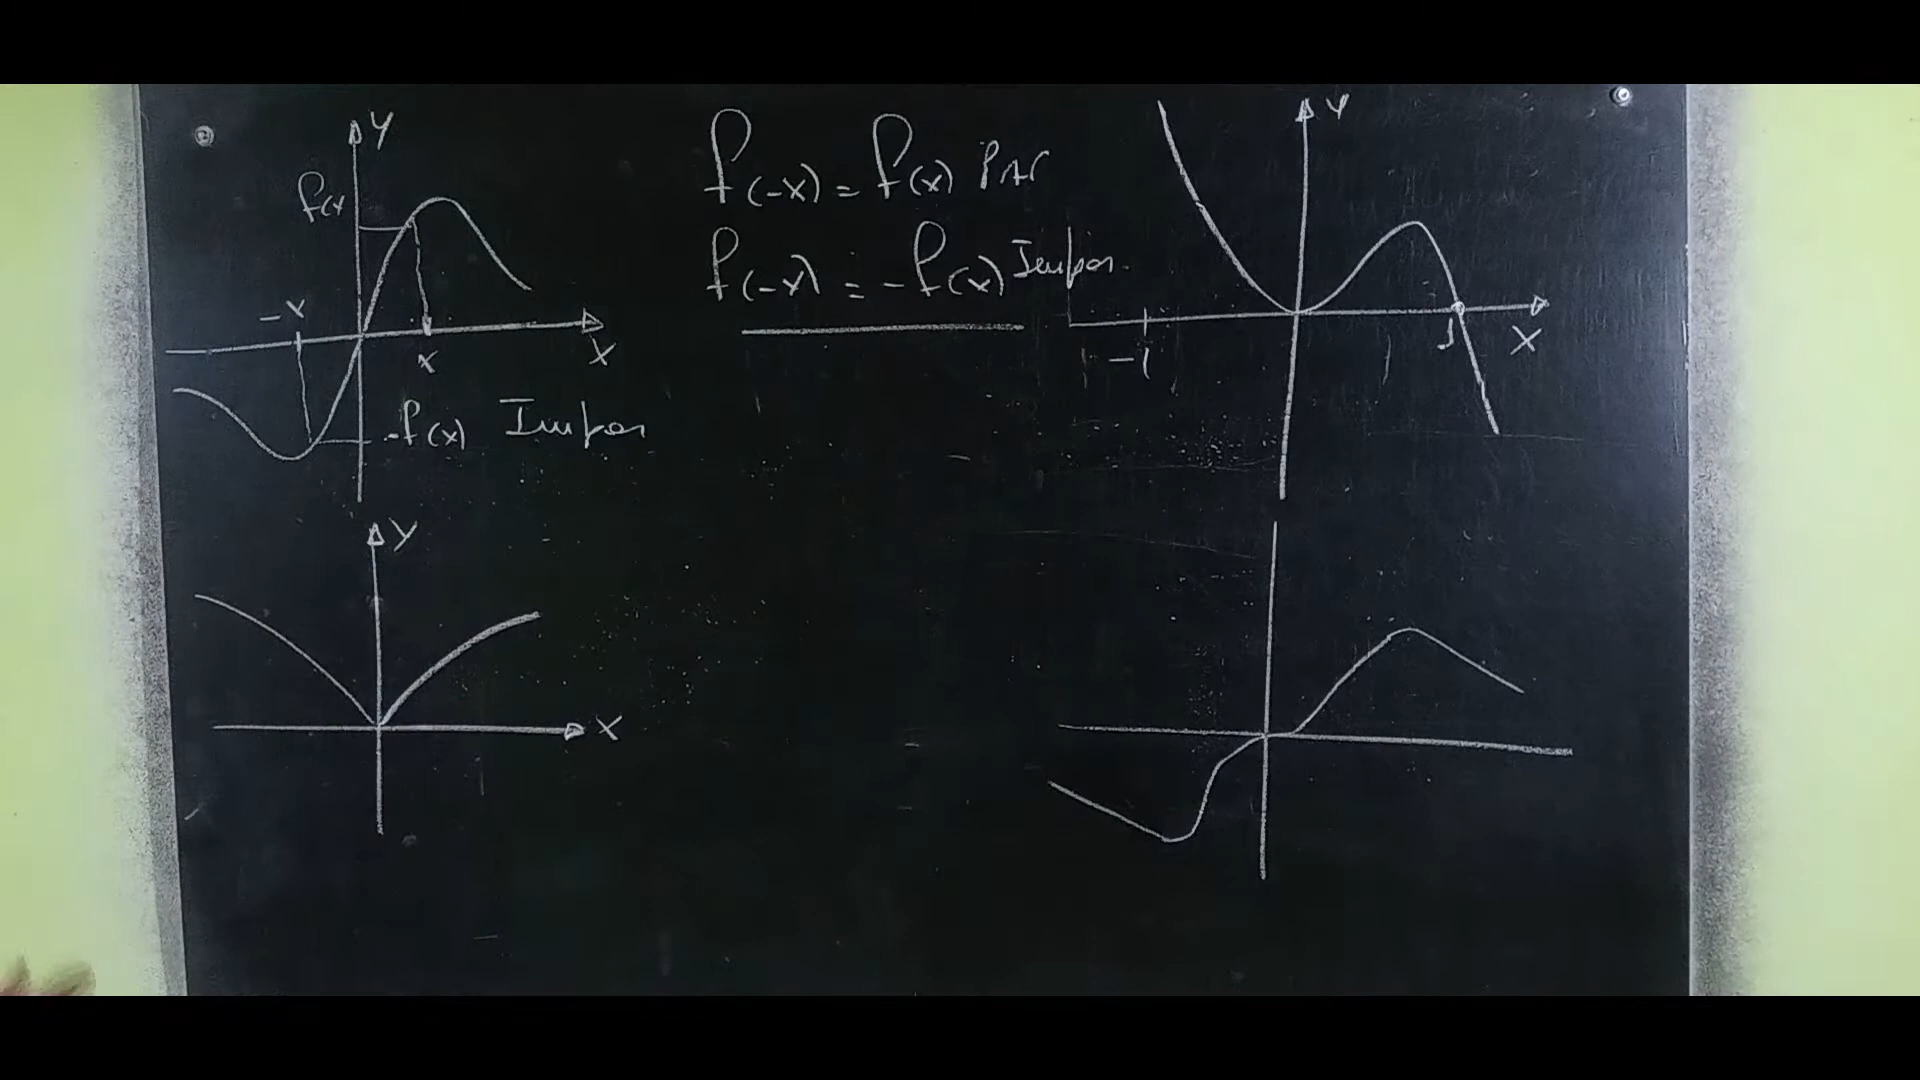 Y
f(x
-x
x
X
-f(x) Impar
f(-x) = f(x) PAr
f(-x) = -f(x) Impar.
Y
-1
1
X
Y
X